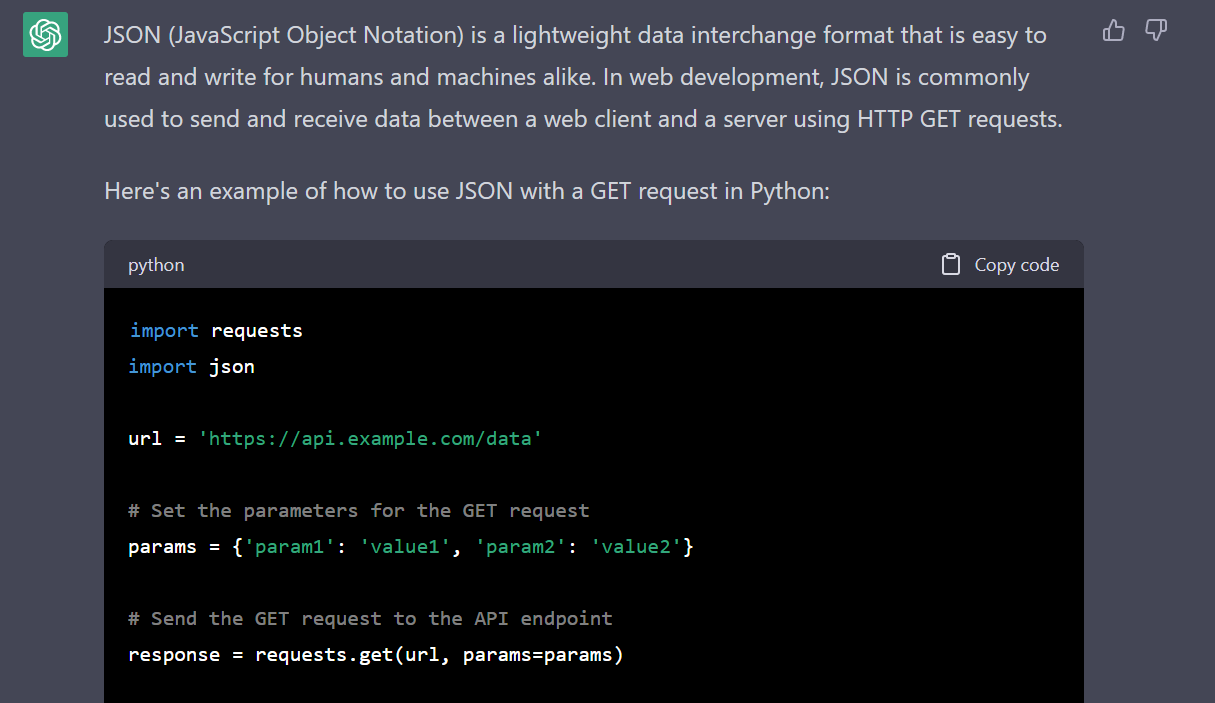 JSON (JavaScript Object Notation) is a lightweight data interchange format that is easy to
read and write for humans and machines alike. In web development, JSON is commonly
used to send and receive data between a web client and a server using HTTP GET requests.
Here's an example of how to use JSON with a GET request in Python:
python Copy code
import requests
import json
url = 'https://api.example.com/data'
# Set the parameters for the GET request
params = {'param1': 'value1', 'param2': 'value2'}
# Send the GET request to the API endpoint
response = requests.get(url, params=params)